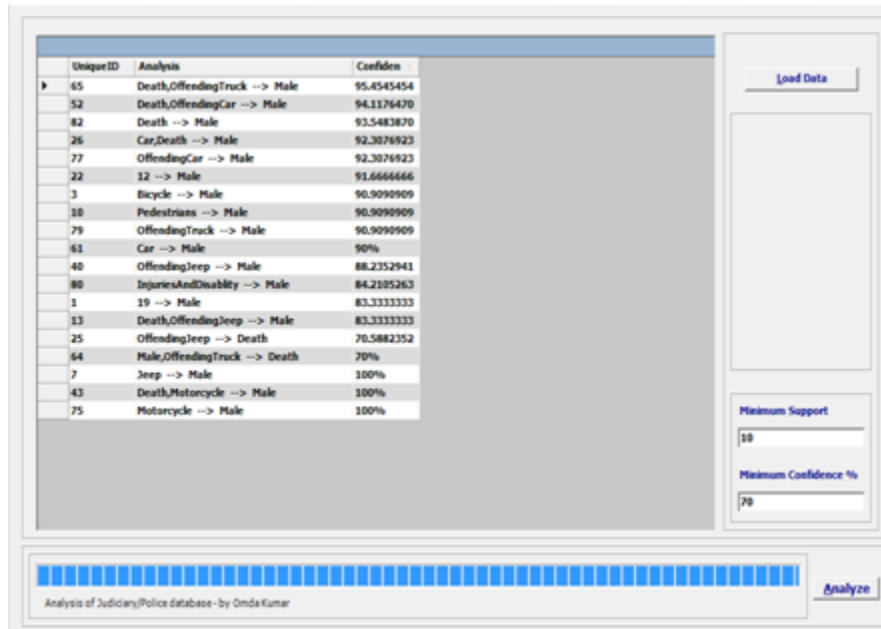 UniqueID Analysis Confiden
65 Death,OffendingTruck --> Male 95.4545454
52 Death,OffendingCar --> Male 94.1176470
82 Death --> Male 93.5483870
26 Car,Death --> Male 92.3076923
77 OffendingCar --> Male 92.3076923
22 12 --> Male 91.6666666
3 Bicycle --> Male 90.9090909
10 Pedestrians --> Male 90.9090909
79 OffendingTruck --> Male 90.9090909
61 Car --> Male 90%
40 OffendingJeep --> Male 88.2352941
80 InjuriesAndDisablity --> Male 84.2105263
1 19 --> Male 83.3333333
13 Death,OffendingJeep --> Male 83.3333333
25 OffendingJeep --> Death 70.5882352
64 Male,OffendingTruck --> Death 70%
7 Jeep --> Male 100%
43 Death,Motorcycle --> Male 100%
75 Motorcycle --> Male 100%
Load Data
Minimum Support
10
Minimum Confidence %
70
Analysis of Judiciary/Police database - by Omda Kumar
Analyze